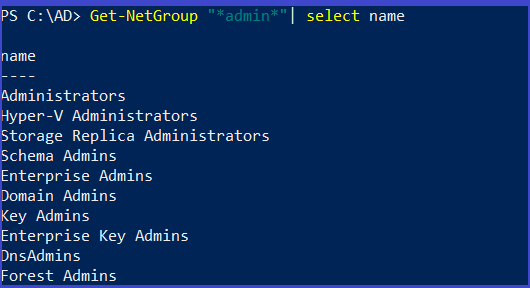 PS C:\AD> Get-NetGroup "*admin*"| select name
name
----
Administrators
Hyper-V Administrators
Storage Replica Administrators
Schema Admins
Enterprise Admins
Domain Admins
Key Admins
Enterprise Key Admins
DnsAdmins
Forest Admins